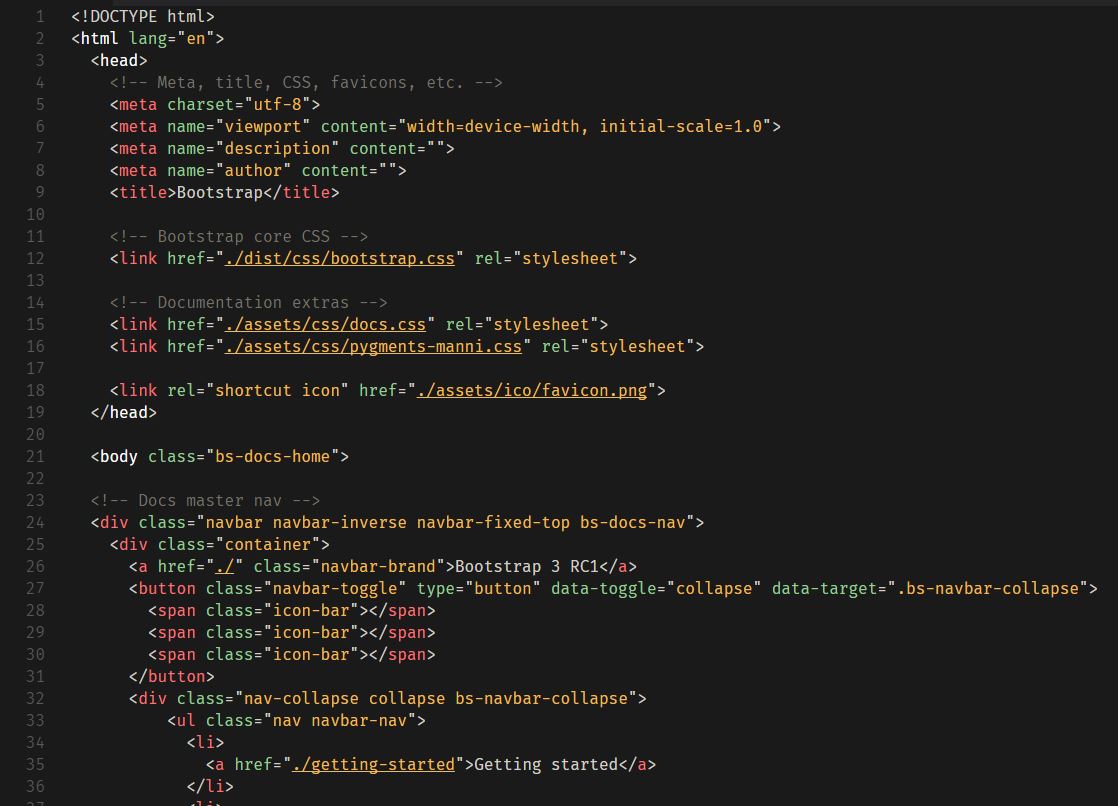 1 <!DOCTYPE html>
2 <html lang="en">
3   <head>
4     <!-- Meta, title, CSS, favicons, etc. -->
5     <meta charset="utf-8">
6     <meta name="viewport" content="width=device-width, initial-scale=1.0">
7     <meta name="description" content="">
8     <meta name="author" content="">
9     <title>Bootstrap</title>
10
11     <!-- Bootstrap core CSS -->
12     <link href="./dist/css/bootstrap.css" rel="stylesheet">
13
14     <!-- Documentation extras -->
15     <link href="./assets/css/docs.css" rel="stylesheet">
16     <link href="./assets/css/pygments-manni.css" rel="stylesheet">
17
18     <link rel="shortcut icon" href="./assets/ico/favicon.png">
19   </head>
20
21   <body class="bs-docs-home">
22
23   <!-- Docs master nav -->
24   <div class="navbar navbar-inverse navbar-fixed-top bs-docs-nav">
25     <div class="container">
26       <a href="./" class="navbar-brand">Bootstrap 3 RC1</a>
27       <button class="navbar-toggle" type="button" data-toggle="collapse" data-target=".bs-navbar-collapse">
28         <span class="icon-bar"></span>
29         <span class="icon-bar"></span>
30         <span class="icon-bar"></span>
31       </button>
32       <div class="nav-collapse collapse bs-navbar-collapse">
33           <ul class="nav navbar-nav">
34             <li>
35               <a href="./getting-started">Getting started</a>
36             </li>
37             <li>